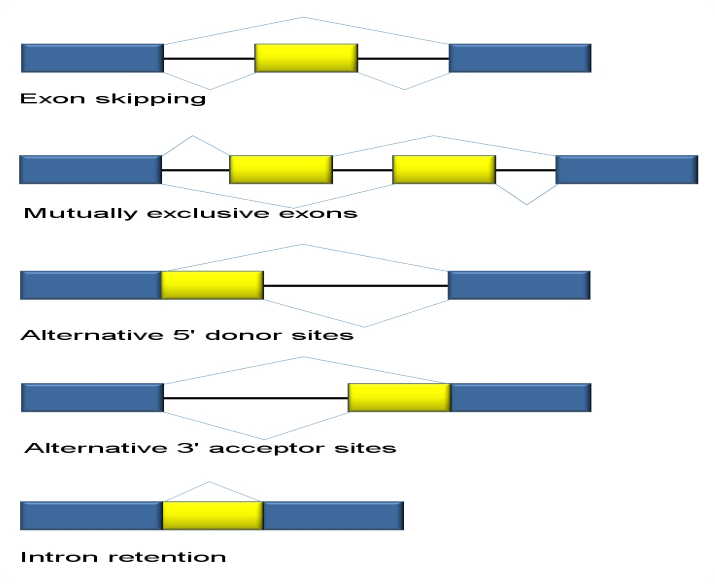 Exon skipping
Mutually exclusive exons
Alternative 5' donor sites
Alternative 3' acceptor sites
Intron retention